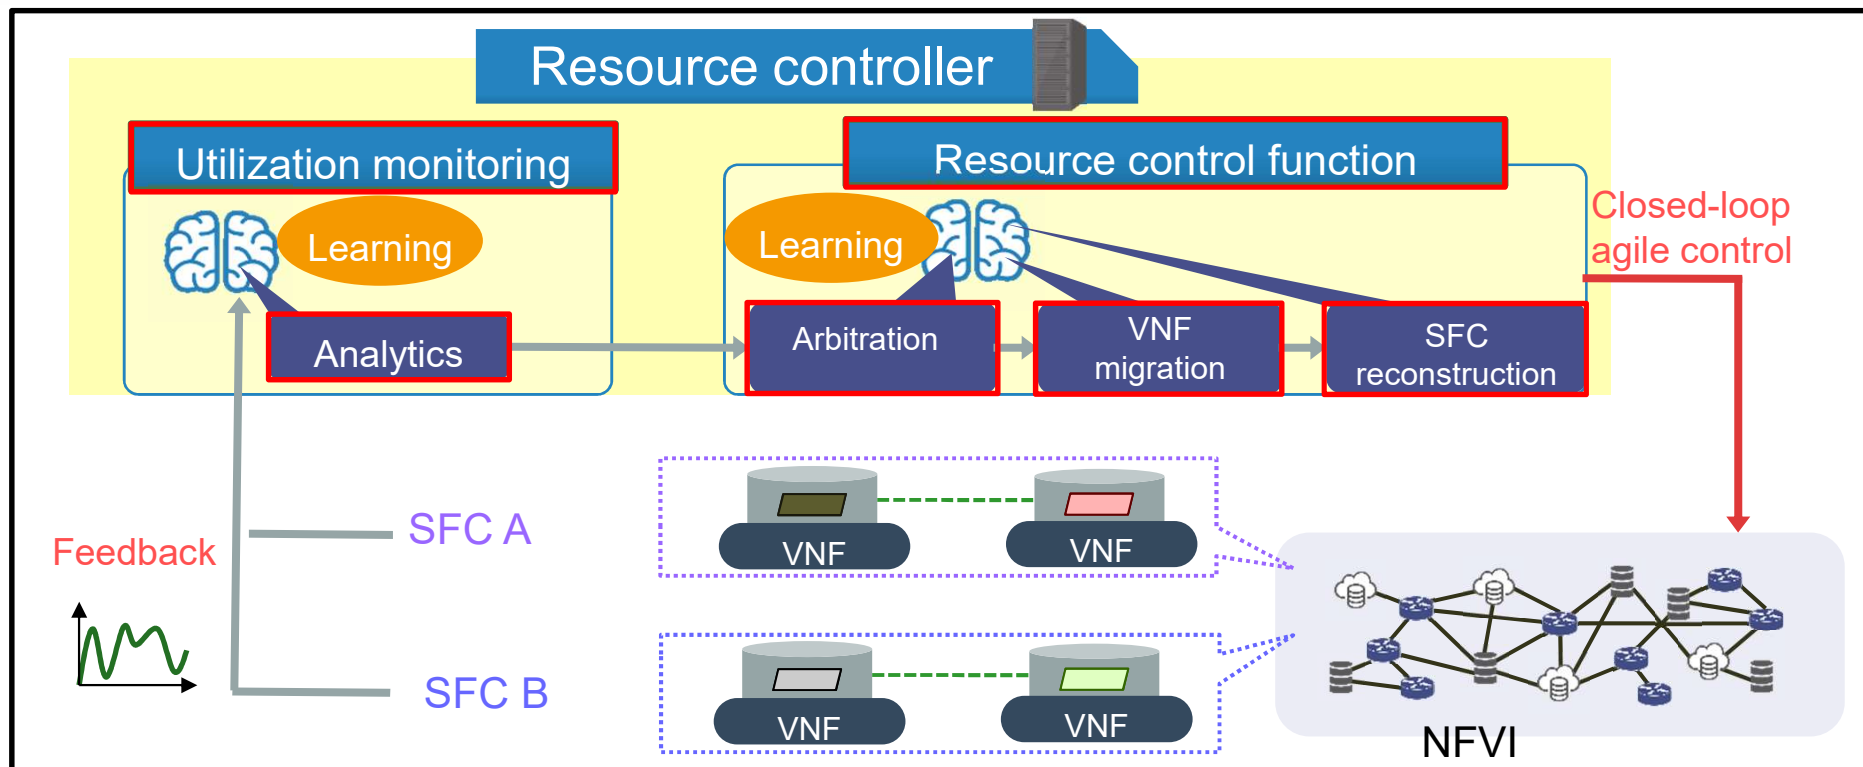 Resource controller
Utilization monitoring
Resource control function
Learning
Learning
Closed-loop
agile control
Analytics
Arbitration
VNF
migration
SFC
reconstruction
Feedback
SFC A
VNF
VNF
SFC B
VNF
VNF
NFVI